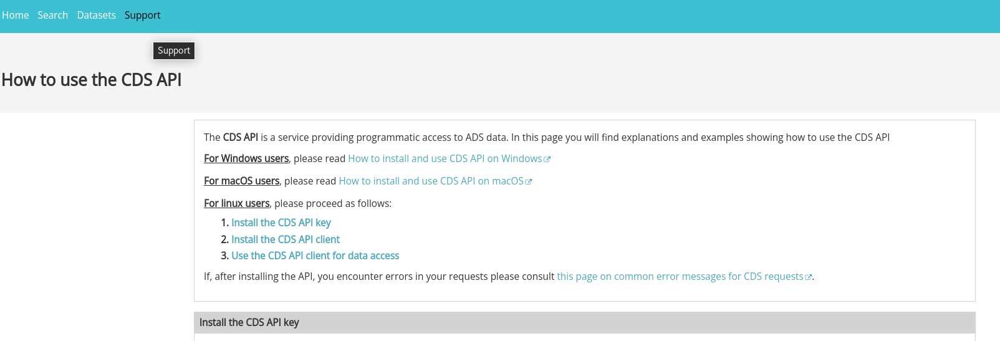 Home Search Datasets Support
Support
How to use the CDS API
The CDS API is a service providing programmatic access to ADS data. In this page you will find explanations and examples showing how to use the CDS API
For Windows users, please read How to install and use CDS API on Windows
For macOS users, please read How to install and use CDS API on macOS
For linux users, please proceed as follows:
1. Install the CDS API key
2. Install the CDS API client
3. Use the CDS API client for data access
If, after installing the API, you encounter errors in your requests please consult this page on common error messages for CDS requests.
Install the CDS API key